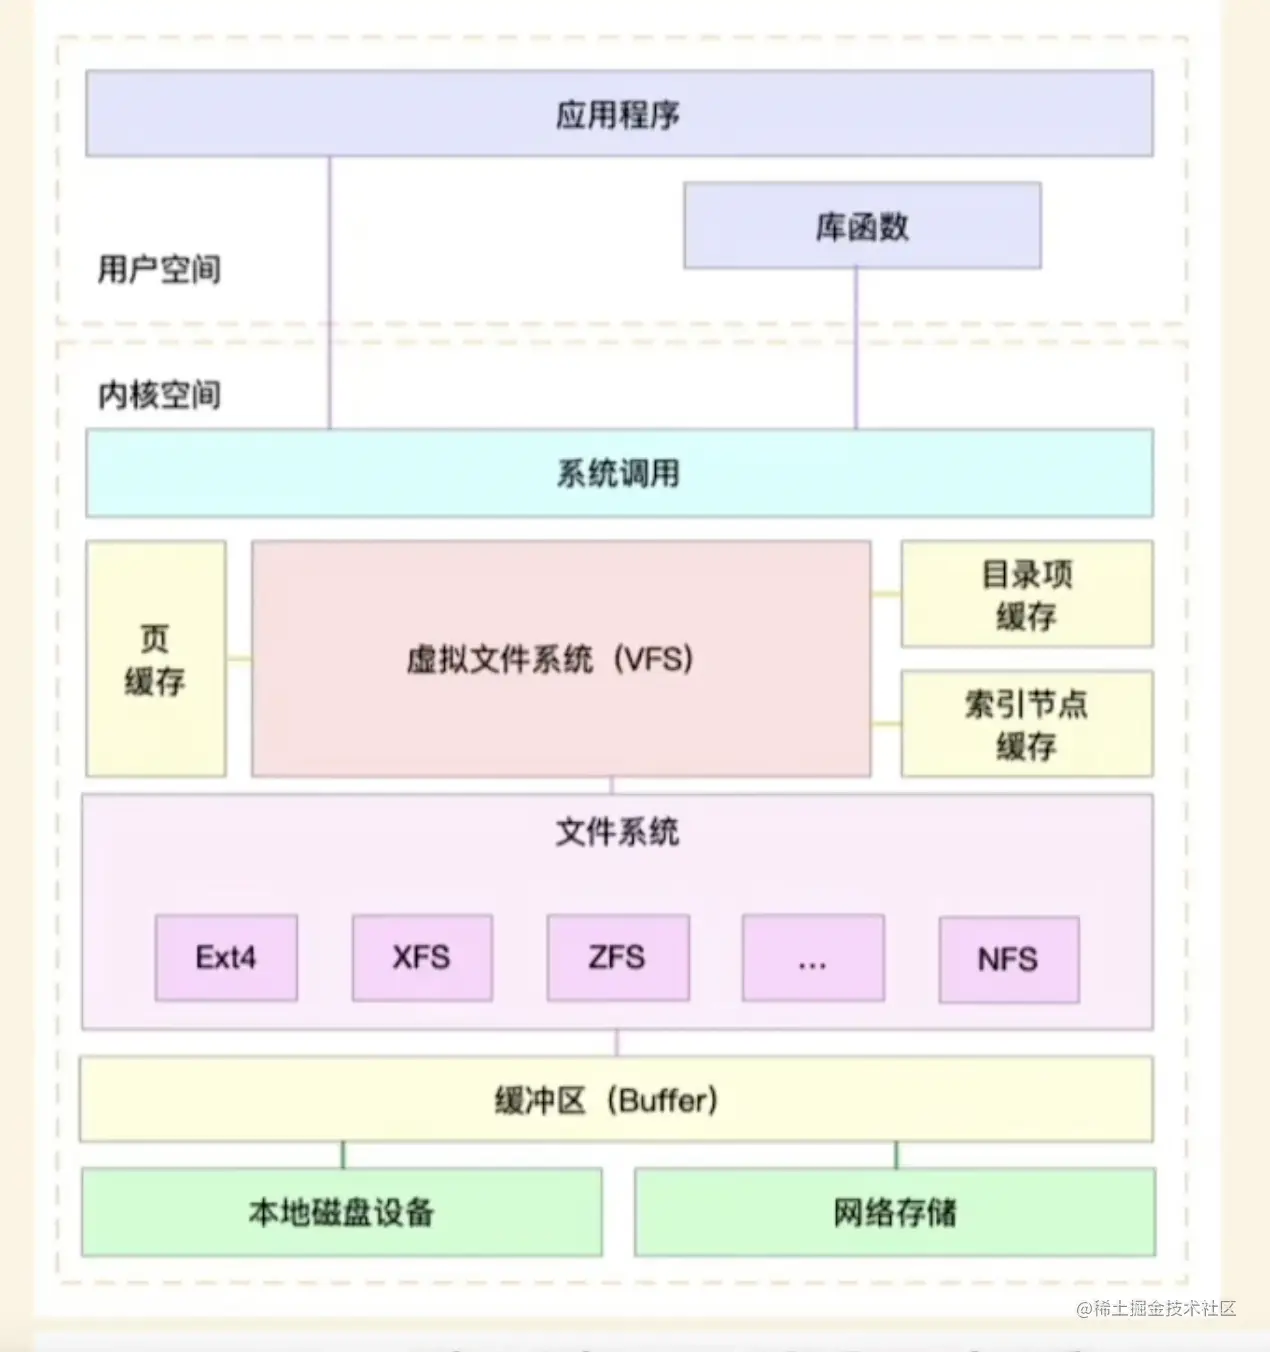 应用程序
库函数
用户空间
内核空间
系统调用
页
缓存
虚拟文件系统（VFS）
目录项
缓存
索引节点
缓存
文件系统
Ext4
XFS
ZFS
...
NFS
缓冲区（Buffer）
本地磁盘设备
网络存储
@稀土掘金技术社区